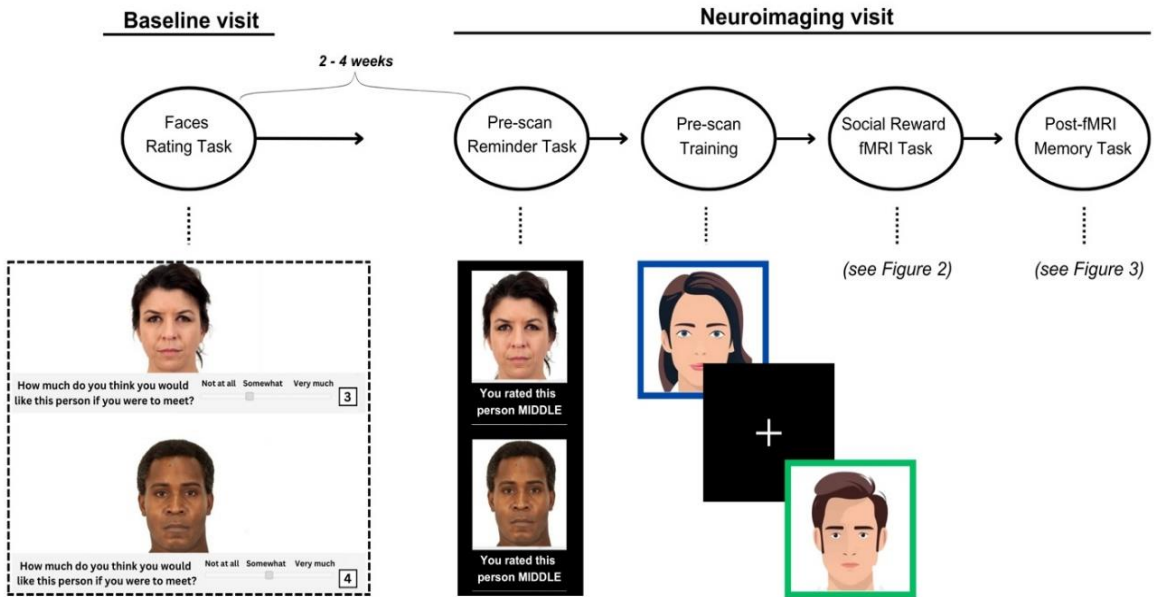 Baseline visit
Neuroimaging visit
2 - 4 weeks
Faces
Rating Task
Pre-scan
Reminder Task
Pre-scan
Training
Social Reward
fMRI Task
Post-fMRI
Memory Task
(see Figure 2)
(see Figure 3)
How much do you think you would
like this person if you were to meet?
Not at all Somewhat Very much
3
You rated this
person MIDDLE
How much do you think you would
like this person if you were to meet?
Not at all Somewhat Very much
4
You rated this
person MIDDLE